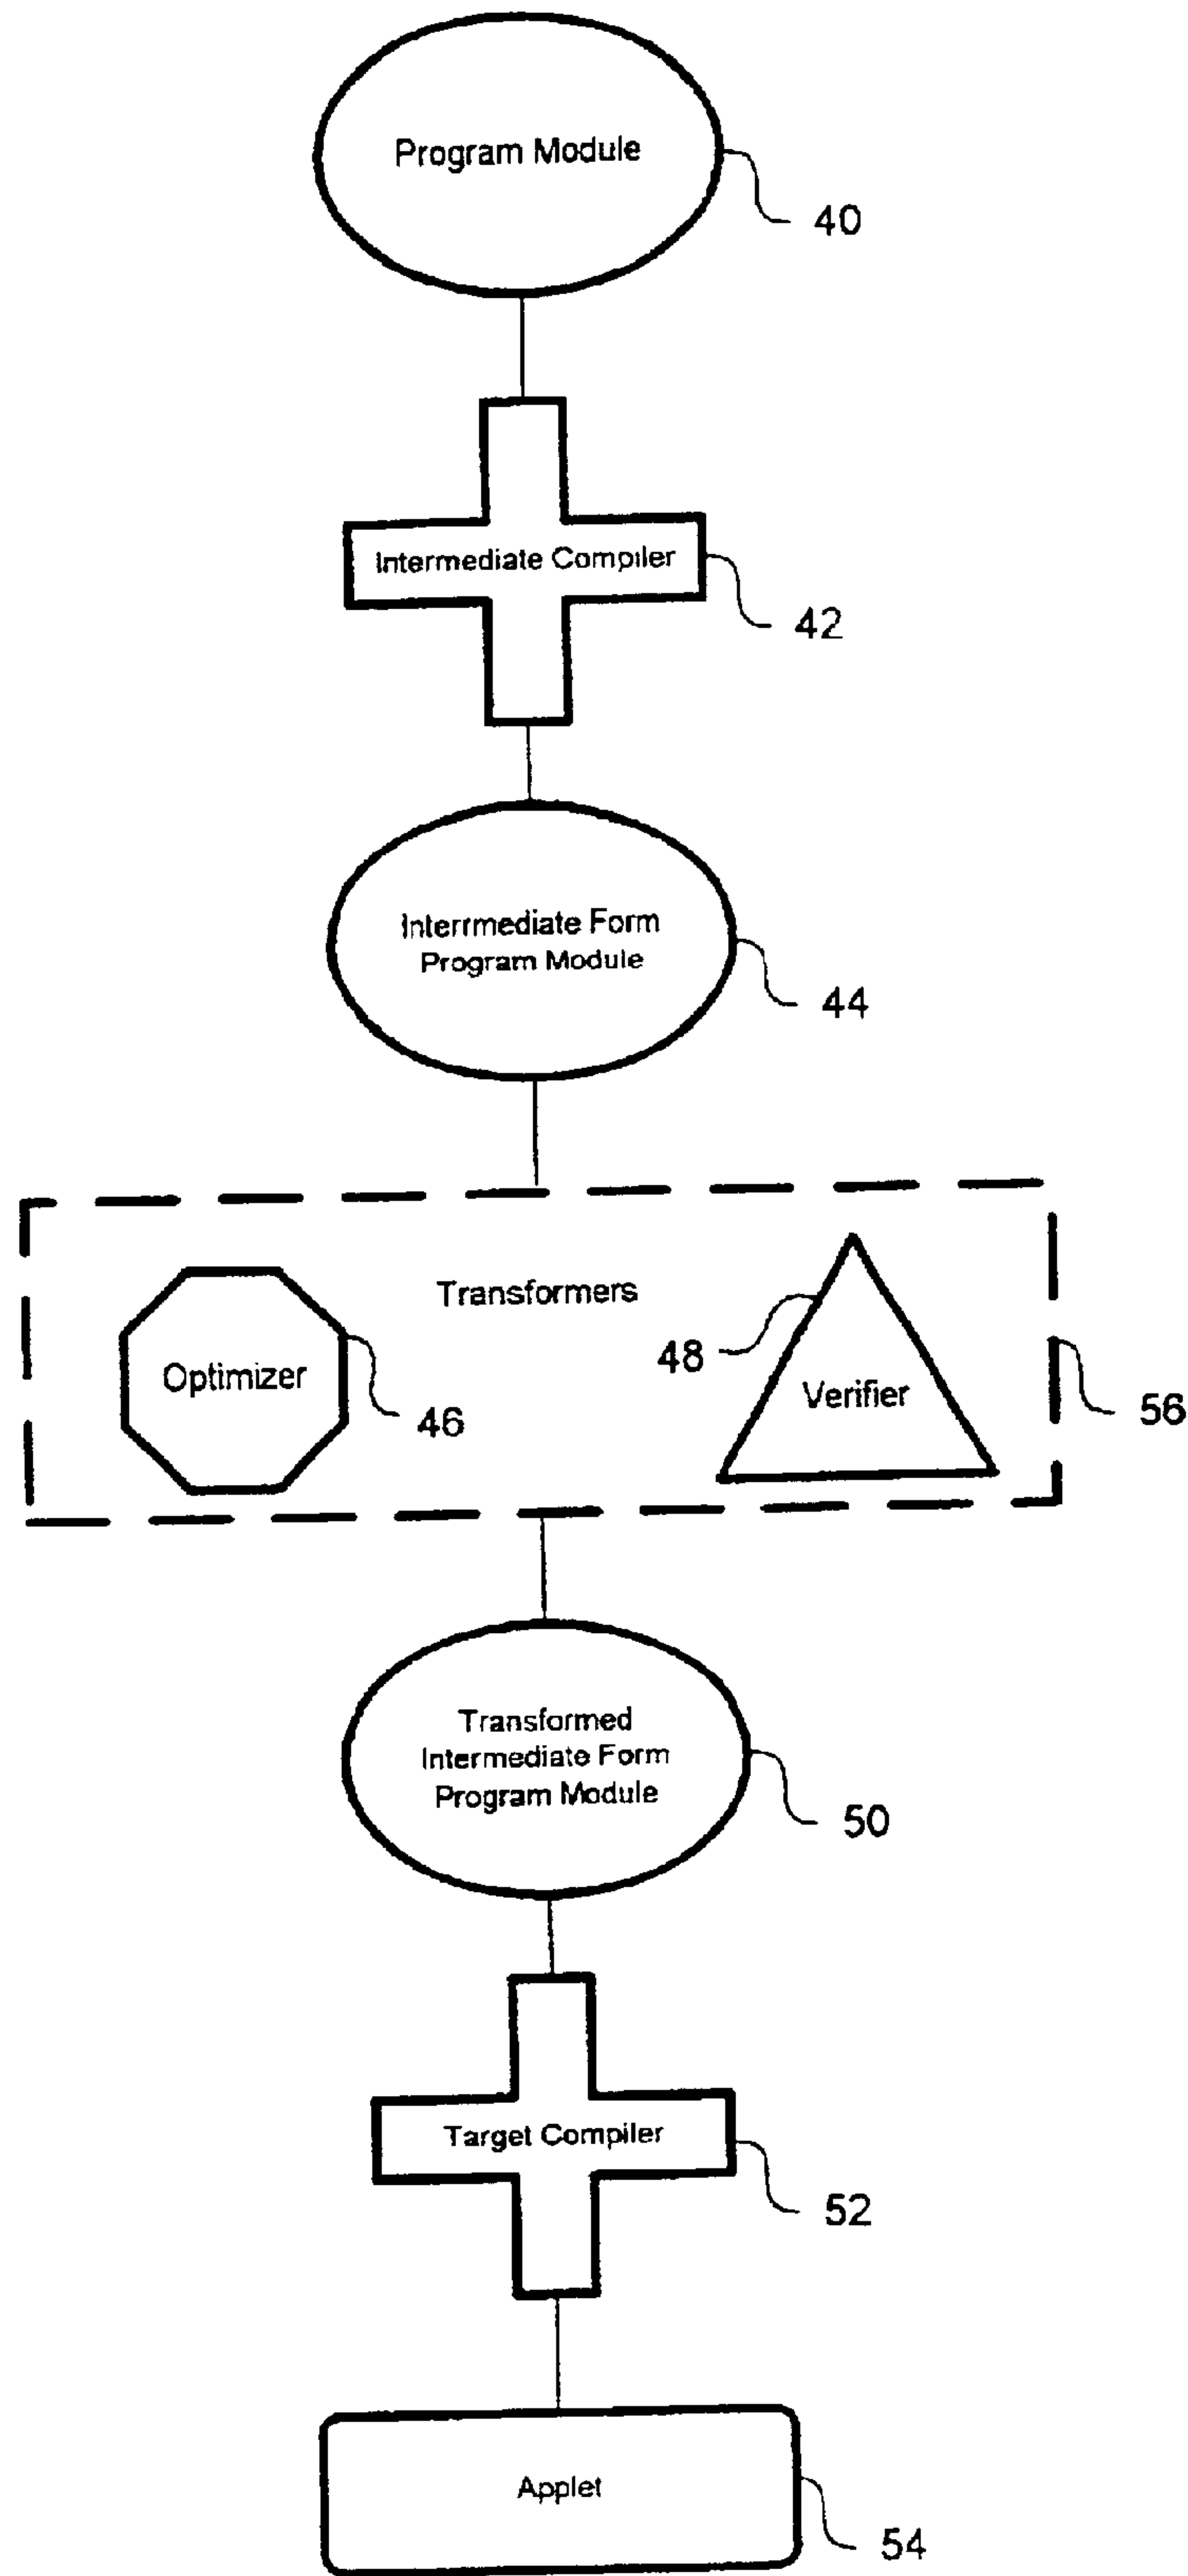 Program Module
40
Intermediate Compiler
42
Interrmediate Form
Program Module
44
Transformers
Optimizer
46
48
Verifier
56
Transformed
Intermediate Form
Program Module
50
Target Compiler
52
Applet
54